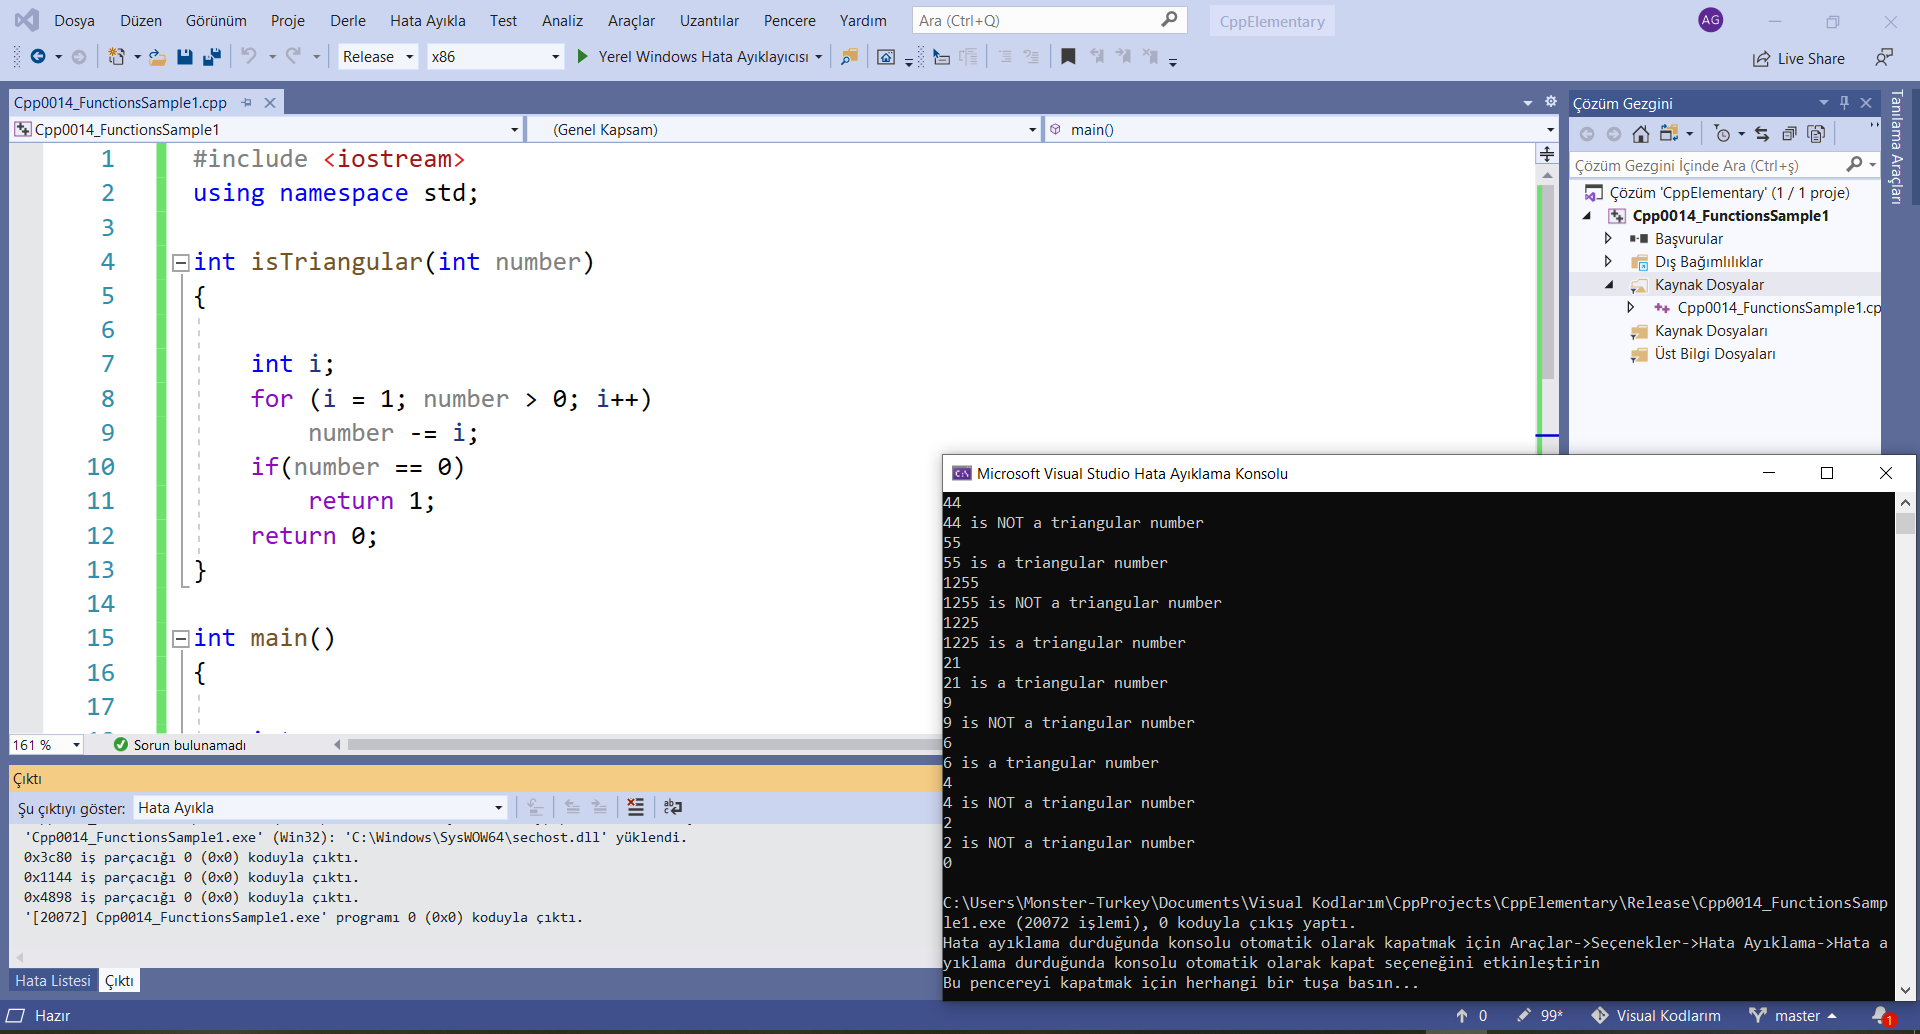 Dosya Düzen Görünüm Proje Derle Hata Ayıkla Test Analiz Araçlar Uzantılar Pencere Yardım Ara (Ctrl+Q) CppElementary AG
Release x86 Yerel Windows Hata Ayıklayıcısı Live Share
Cpp0014_FunctionsSample1.cpp
Cpp0014_FunctionsSample1 (Genel Kapsam) main()
1 #include <iostream>
2 using namespace std;
3
4 int isTriangular(int number)
5 {
6
7 int i;
8 for (i = 1; number > 0; i++)
9 number -= i;
10 if(number == 0)
11 return 1;
12 return 0;
13 }
14
15 int main()
16 {
17
161 % Sorun bulunamadı
Çıktı
Şu çıktıyı göster: Hata Ayıkla
'Cpp0014_FunctionsSample1.exe' (Win32): 'C:\Windows\SysWOW64\sechost.dll' yüklendi.
0x3c80 iş parçacığı 0 (0x0) koduyla çıktı.
0x1144 iş parçacığı 0 (0x0) koduyla çıktı.
0x4898 iş parçacığı 0 (0x0) koduyla çıktı.
'[20072] Cpp0014_FunctionsSample1.exe' programı 0 (0x0) koduyla çıktı.
Hata Listesi Çıktı
Çözüm Gezgini
Çözüm Gezgini İçinde Ara (Ctrl+ş)
Çözüm 'CppElementary' (1 / 1 proje)
Cpp0014_FunctionsSample1
Başvurular
Dış Bağımlılıklar
Kaynak Dosyalar
Cpp0014_FunctionsSample1.cp
Kaynak Dosyaları
Üst Bilgi Dosyaları
Tanılama Araçları
Microsoft Visual Studio Hata Ayıklama Konsolu
44
44 is NOT a triangular number
55
55 is a triangular number
1255
1255 is NOT a triangular number
1225
1225 is a triangular number
21
21 is a triangular number
9
9 is NOT a triangular number
6
6 is a triangular number
4
4 is NOT a triangular number
2
2 is NOT a triangular number
0
C:\Users\Monster-Turkey\Documents\Visual Kodlarım\CppProjects\CppElementary\Release\Cpp0014_FunctionsSamp
le1.exe (20072 işlemi), 0 koduyla çıkış yaptı.
Hata ayıklama durduğunda konsolu otomatik olarak kapatmak için Araçlar->Seçenekler->Hata Ayıklama->Hata a
yıklama durduğunda konsolu otomatik olarak kapat seçeneğini etkinleştirin
Bu pencereyi kapatmak için herhangi bir tuşa basın...
Hazır 0 99* Visual Kodlarım master 1